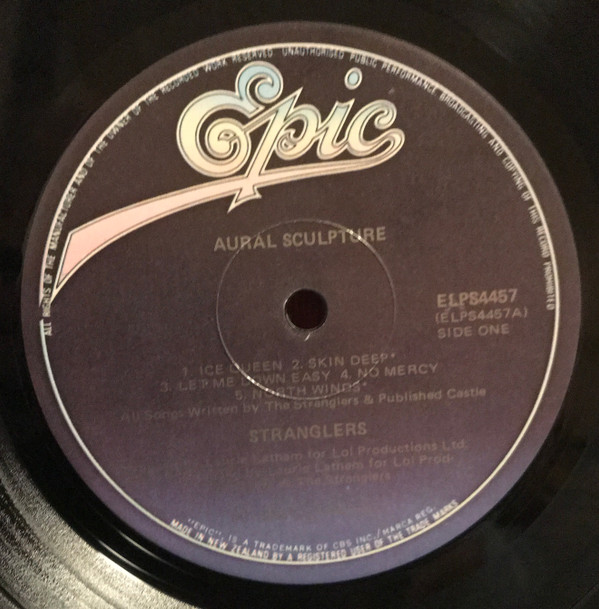 ALL RIGHTS OF THE MANUFACTURER AND OF THE OWNER OF THE RECORDED WORK RESERVED. UNAUTHORISED PUBLIC PERFORMANCE BROADCASTING AND COPYING OF THIS RECORD PROHIBITED
Epic
AURAL SCULPTURE
ELPS4457
(ELPS4457A)
SIDE ONE
1. ICE QUEEN 2. SKIN DEEP*
3. LET ME DOWN EASY 4. NO MERCY
5. NORTH WINDS*
All Songs Written by The Stranglers & Published Castle
STRANGLERS
Latham for Lol Productions Ltd.
Laurie Latham for Lol Prod-
The Stranglers
"EPIC", IS A TRADEMARK OF CBS INC./MARCA REG.
MADE IN NEW ZEALAND BY A REGISTERED USER OF THE TRADE MARKS